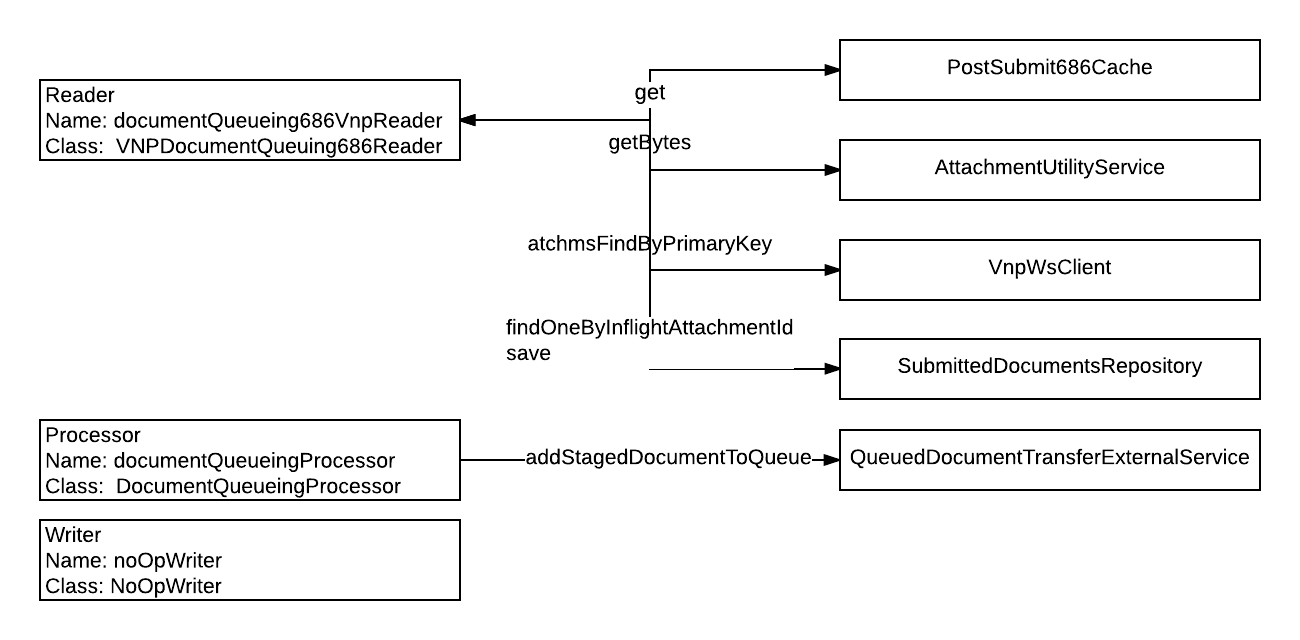 PostSubmit686Cache
Reader
Name: documentQueueing686VnpReader
Class:  VNPDocumentQueuing686Reader
get
getBytes
AttachmentUtilityService
atchmsFindByPrimaryKey
VnpWsClient
findOneByInflightAttachmentId
save
SubmittedDocumentsRepository
Processor
Name: documentQueueingProcessor
Class:  DocumentQueueingProcessor
addStagedDocumentToQueue
QueuedDocumentTransferExternalService
Writer
Name: noOpWriter
Class: NoOpWriter